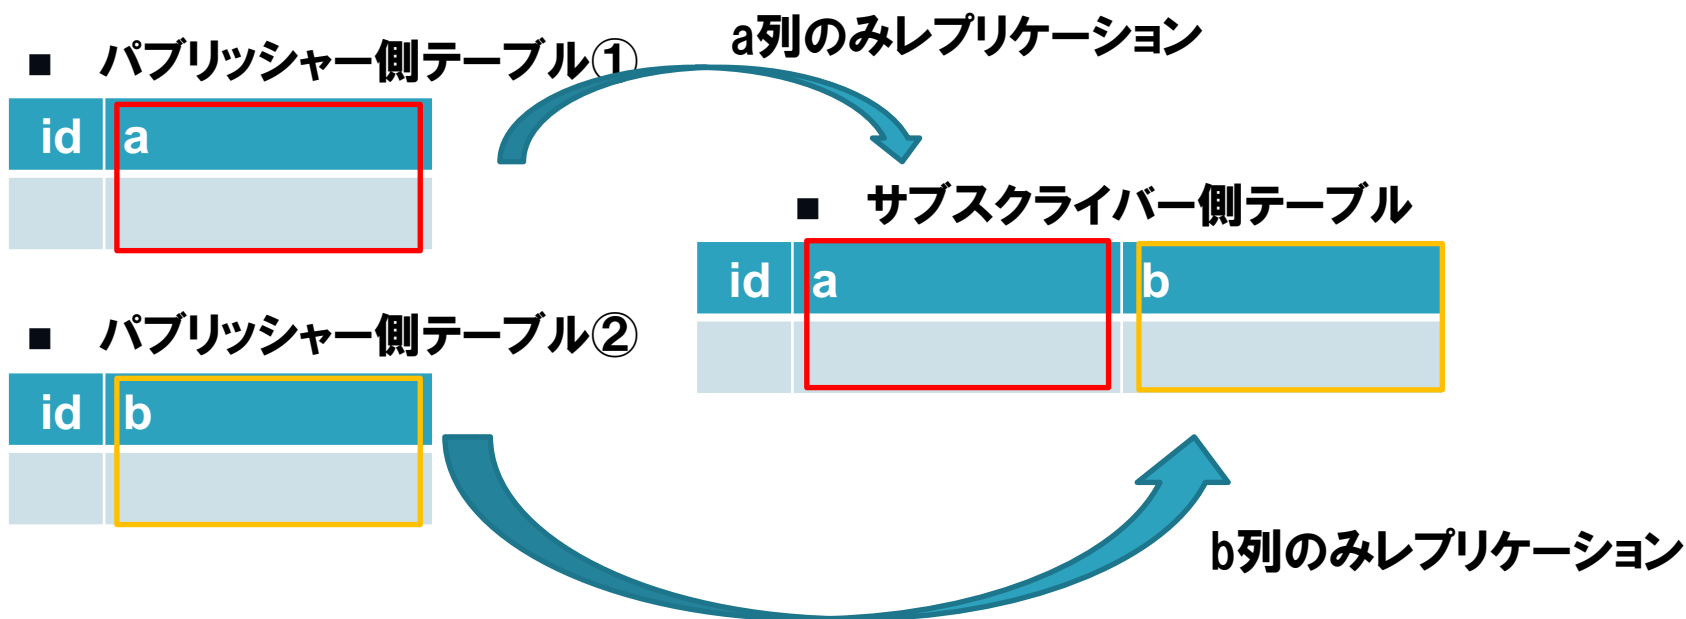 a列のみレプリケーション
■ パブリッシャー側テーブル①
id a
■ サブスクライバー側テーブル
id a b
■ パブリッシャー側テーブル②
id b
b列のみレプリケーション